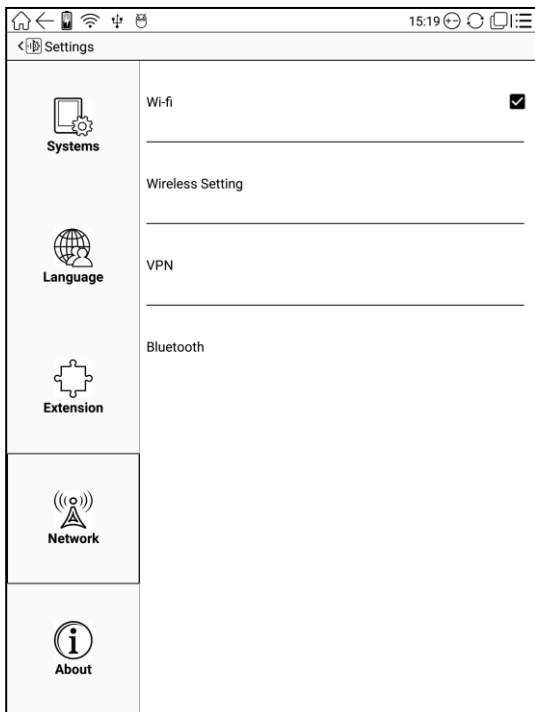 15:19
Settings
Systems
Language
Extension
Network
About
Wi-fi
Wireless Setting
VPN
Bluetooth